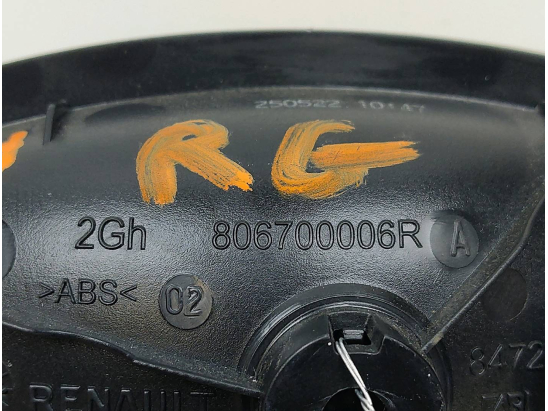 250522 10:47
RG
2Gh 806700006R A
>ABS< 02
8472
RENAULT